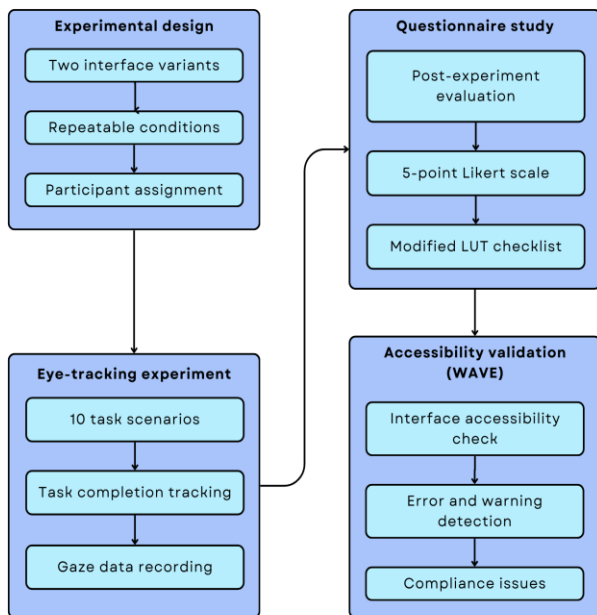 Experimental design
Two interface variants
Repeatable conditions
Participant assignment
Eye-tracking experiment
10 task scenarios
Task completion tracking
Gaze data recording
Questionnaire study
Post-experiment
evaluation
5-point Likert scale
Modified LUT checklist
Accessibility validation
(WAVE)
Interface accessibility
check
Error and warning
detection
Compliance issues